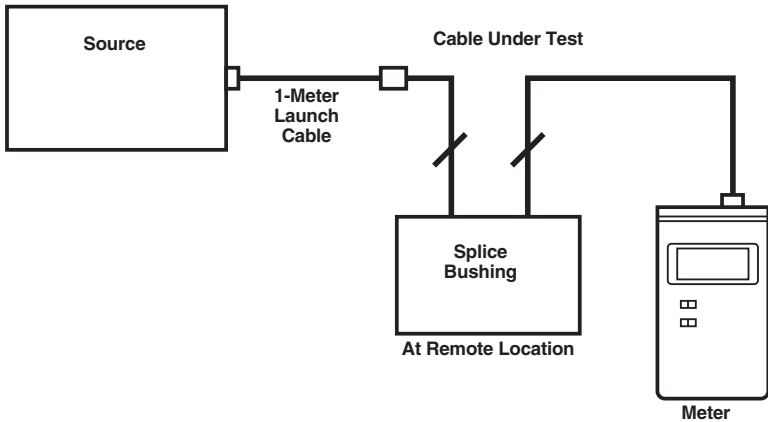 Source
Cable Under Test
1-Meter
Launch
Cable
Splice
Bushing
At Remote Location
Meter